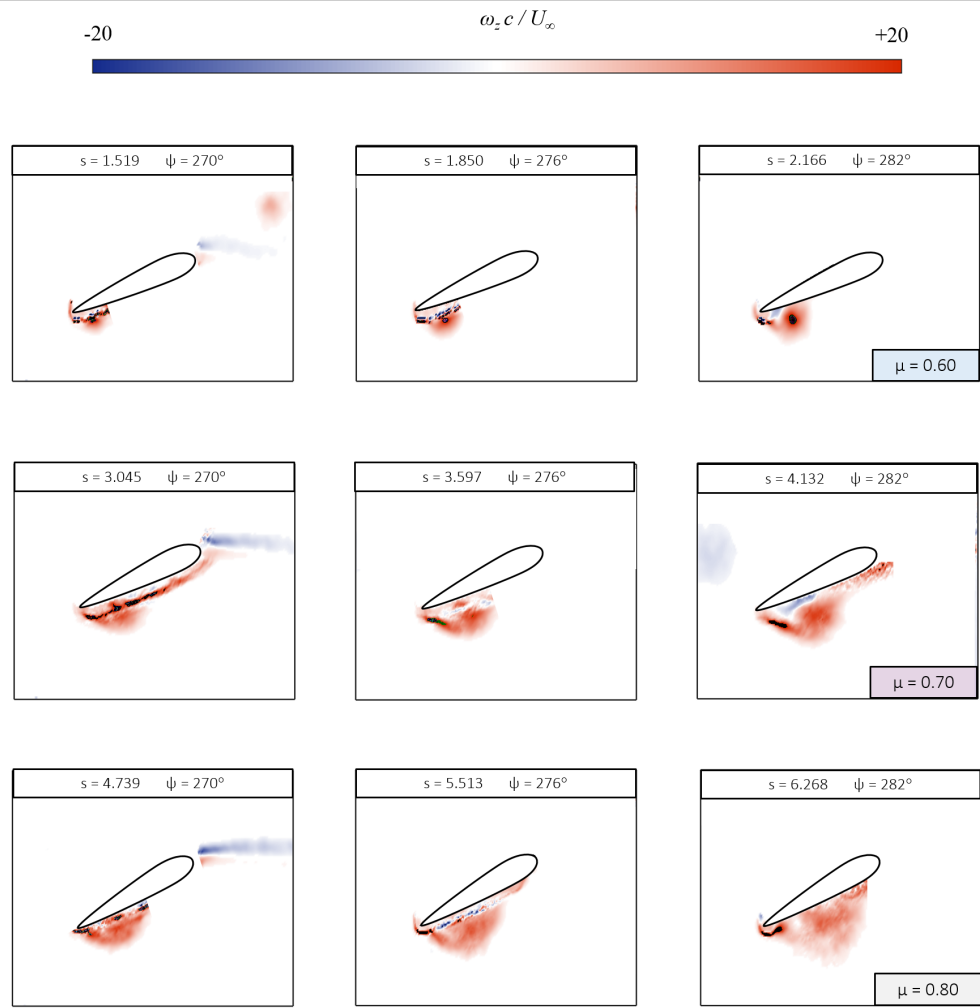 ω_z c / U_∞
-20 +20
s = 1.519 ψ = 270°
s = 1.850 ψ = 276°
s = 2.166 ψ = 282°
μ = 0.60
s = 3.045 ψ = 270°
s = 3.597 ψ = 276°
s = 4.132 ψ = 282°
μ = 0.70
s = 4.739 ψ = 270°
s = 5.513 ψ = 276°
s = 6.268 ψ = 282°
μ = 0.80